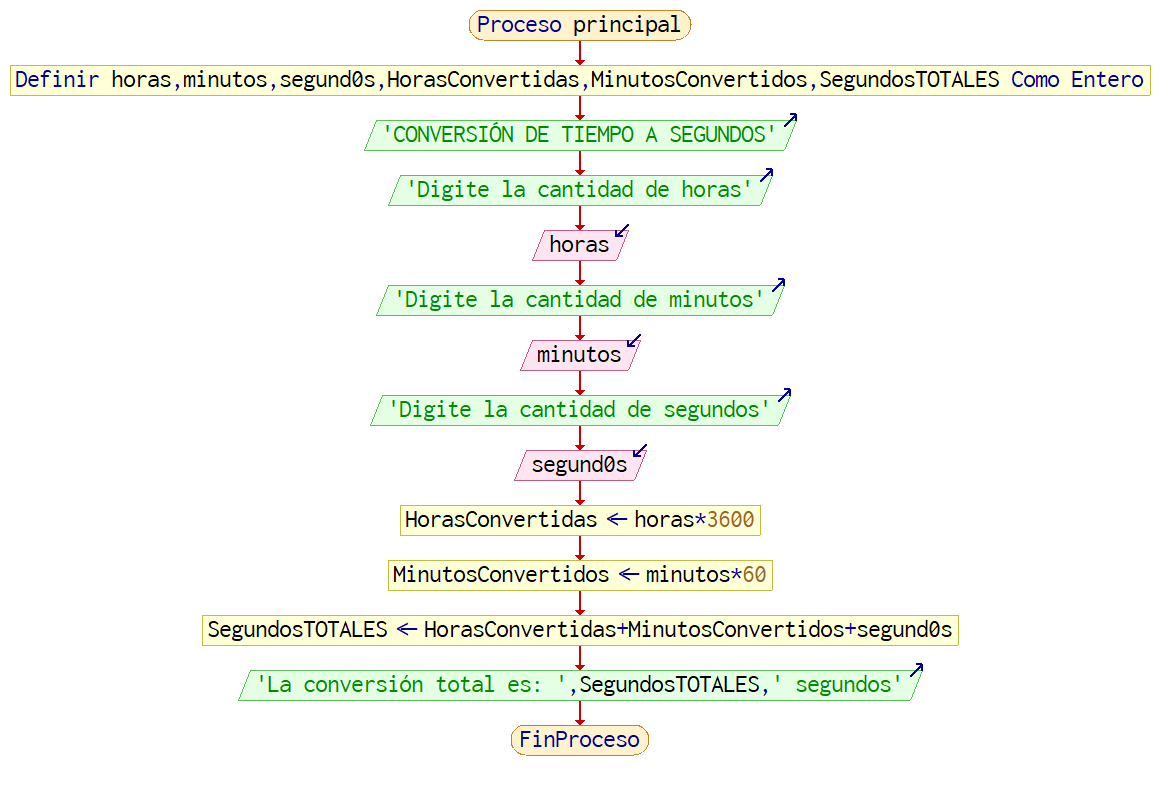 Proceso principal
Definir horas,minutos,segund0s,HorasConvertidas,MinutosConvertidos,SegundosTOTALES Como Entero
'CONVERSIÓN DE TIEMPO A SEGUNDOS'
'Digite la cantidad de horas'
horas
'Digite la cantidad de minutos'
minutos
'Digite la cantidad de segundos'
segund0s
HorasConvertidas ← horas*3600
MinutosConvertidos ← minutos*60
SegundosTOTALES ← HorasConvertidas+MinutosConvertidos+segund0s
'La conversión total es: ',SegundosTOTALES,' segundos'
FinProceso